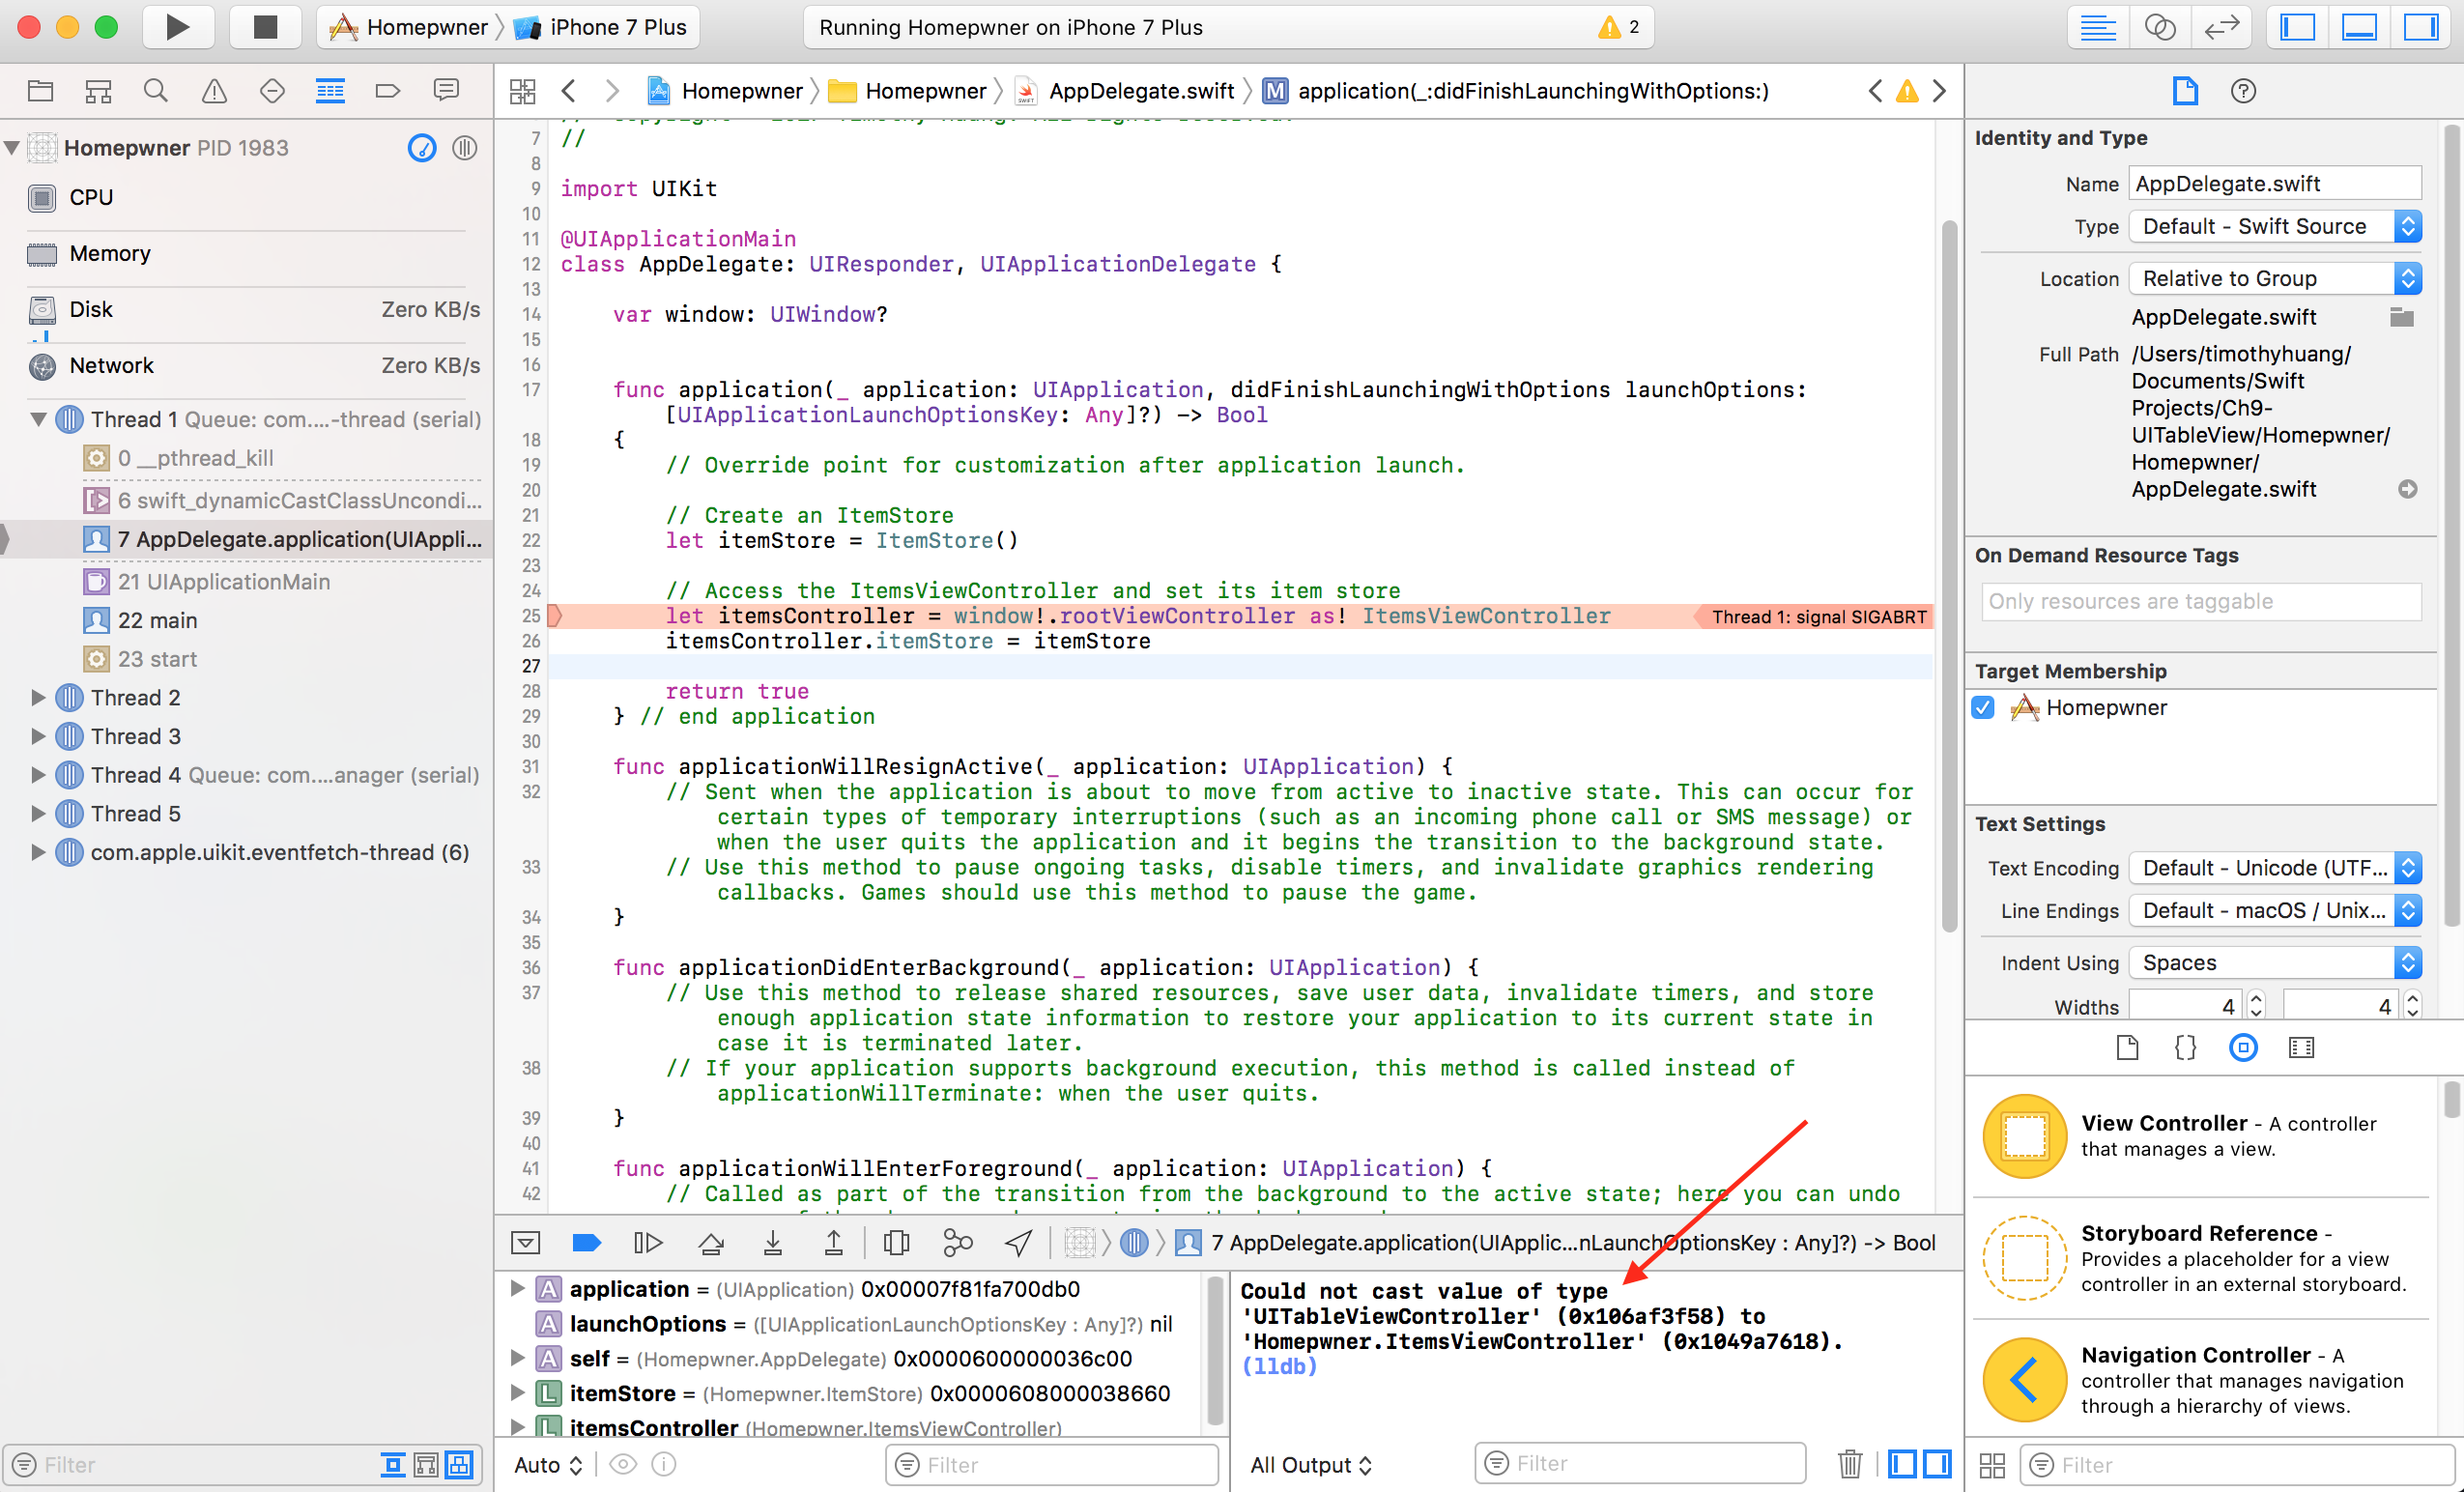 Homepwner iPhone 7 Plus
Running Homepwner on iPhone 7 Plus
2
Homepwner PID 1983
CPU
Memory
Disk Zero KB/s
Network Zero KB/s
Thread 1 Queue: com....-thread (serial)
0 __pthread_kill
6 swift_dynamicCastClassUncondi...
7 AppDelegate.application(UIAppli...
21 UIApplicationMain
22 main
23 start
Thread 2
Thread 3
Thread 4 Queue: com....anager (serial)
Thread 5
com.apple.uikit.eventfetch-thread (6)
Filter
Homepwner Homepwner AppDelegate.swift M application(_:didFinishLaunchingWithOptions:)
7 //
8
9 import UIKit
10
11 @UIApplicationMain
12 class AppDelegate: UIResponder, UIApplicationDelegate {
13
14 var window: UIWindow?
15
16
17 func application(_ application: UIApplication, didFinishLaunchingWithOptions launchOptions:
[UIApplicationLaunchOptionsKey: Any]?) -> Bool
18 {
19 // Override point for customization after application launch.
20
21 // Create an ItemStore
22 let itemStore = ItemStore()
23
24 // Access the ItemsViewController and set its item store
25 let itemsController = window!.rootViewController as! ItemsViewController Thread 1: signal SIGABRT
26 itemsController.itemStore = itemStore
27
28 return true
29 } // end application
30
31 func applicationWillResignActive(_ application: UIApplication) {
32 // Sent when the application is about to move from active to inactive state. This can occur for
certain types of temporary interruptions (such as an incoming phone call or SMS message) or
when the user quits the application and it begins the transition to the background state.
33 // Use this method to pause ongoing tasks, disable timers, and invalidate graphics rendering
callbacks. Games should use this method to pause the game.
34 }
35
36 func applicationDidEnterBackground(_ application: UIApplication) {
37 // Use this method to release shared resources, save user data, invalidate timers, and store
enough application state information to restore your application to its current state in
case it is terminated later.
38 // If your application supports background execution, this method is called instead of
applicationWillTerminate: when the user quits.
39 }
40
41 func applicationWillEnterForeground(_ application: UIApplication) {
42 // Called as part of the transition from the background to the active state; here you can undo
7 AppDelegate.application(UIApplic...nLaunchOptionsKey : Any]?) -> Bool
A application = (UIApplication) 0x00007f81fa700db0
A launchOptions = ([UIApplicationLaunchOptionsKey : Any]?) nil
A self = (Homepwner.AppDelegate) 0x0000600000036c00
L itemStore = (Homepwner.ItemStore) 0x0000608000038660
L itemsController (Homepwner.ItemsViewController)
Auto
Filter
Could not cast value of type
'UITableViewController' (0x106af3f58) to
'Homepwner.ItemsViewController' (0x1049a7618).
(lldb)
All Output
Filter
Identity and Type
Name AppDelegate.swift
Type Default - Swift Source
Location Relative to Group
AppDelegate.swift
Full Path /Users/timothyhuang/
Documents/Swift
Projects/Ch9-
UITableView/Homepwner/
Homepwner/
AppDelegate.swift
On Demand Resource Tags
Only resources are taggable
Target Membership
Homepwner
Text Settings
Text Encoding Default - Unicode (UTF...
Line Endings Default - macOS / Unix...
Indent Using Spaces
Widths 4 4
View Controller - A controller
that manages a view.
Storyboard Reference -
Provides a placeholder for a view
controller in an external storyboard.
Navigation Controller - A
controller that manages navigation
through a hierarchy of views.
Filter